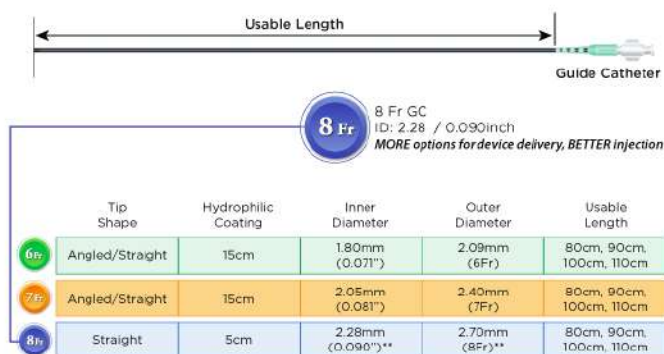 Usable Length
Guide Catheter
8 Fr
8 Fr GC
ID: 2.28 / 0.090inch
MORE options for device delivery, BETTER injection
Tip Shape
Hydrophilic Coating
Inner Diameter
Outer Diameter
Usable Length
6Fr
Angled/Straight
15cm
1.80mm
(0.071")
2.09mm
(6Fr)
80cm, 90cm,
100cm, 110cm
7Fr
Angled/Straight
15cm
2.05mm
(0.081")
2.40mm
(7Fr)
80cm, 90cm,
100cm, 110cm
8Fr
Straight
5cm
2.28mm
(0.090")**
2.70mm
(8Fr)**
80cm, 90cm,
100cm, 110cm